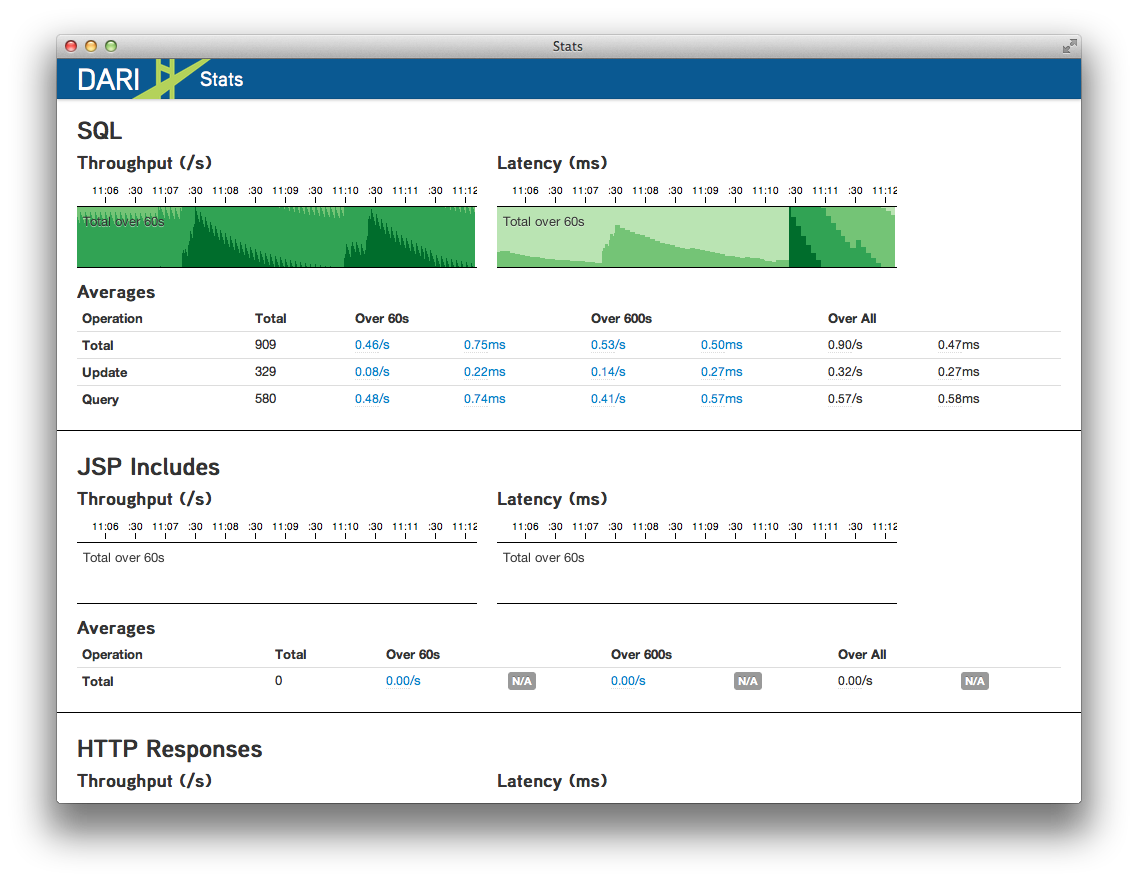 Stats
DARI Stats
SQL
Throughput (/s) Latency (ms)
11:06 :30 11:07 :30 11:08 :30 11:09 :30 11:10 :30 11:11 :30 11:12 11:06 :30 11:07 :30 11:08 :30 11:09 :30 11:10 :30 11:11 :30 11:12
Total over 60s Total over 60s
Averages
Operation Total Over 60s Over 600s Over All
Total 909 0.46/s 0.75ms 0.53/s 0.50ms 0.90/s 0.47ms
Update 329 0.08/s 0.22ms 0.14/s 0.27ms 0.32/s 0.27ms
Query 580 0.48/s 0.74ms 0.41/s 0.57ms 0.57/s 0.58ms
JSP Includes
Throughput (/s) Latency (ms)
11:06 :30 11:07 :30 11:08 :30 11:09 :30 11:10 :30 11:11 :30 11:12 11:06 :30 11:07 :30 11:08 :30 11:09 :30 11:10 :30 11:11 :30 11:12
Total over 60s Total over 60s
Averages
Operation Total Over 60s Over 600s Over All
Total 0 0.00/s N/A 0.00/s N/A 0.00/s N/A
HTTP Responses
Throughput (/s) Latency (ms)